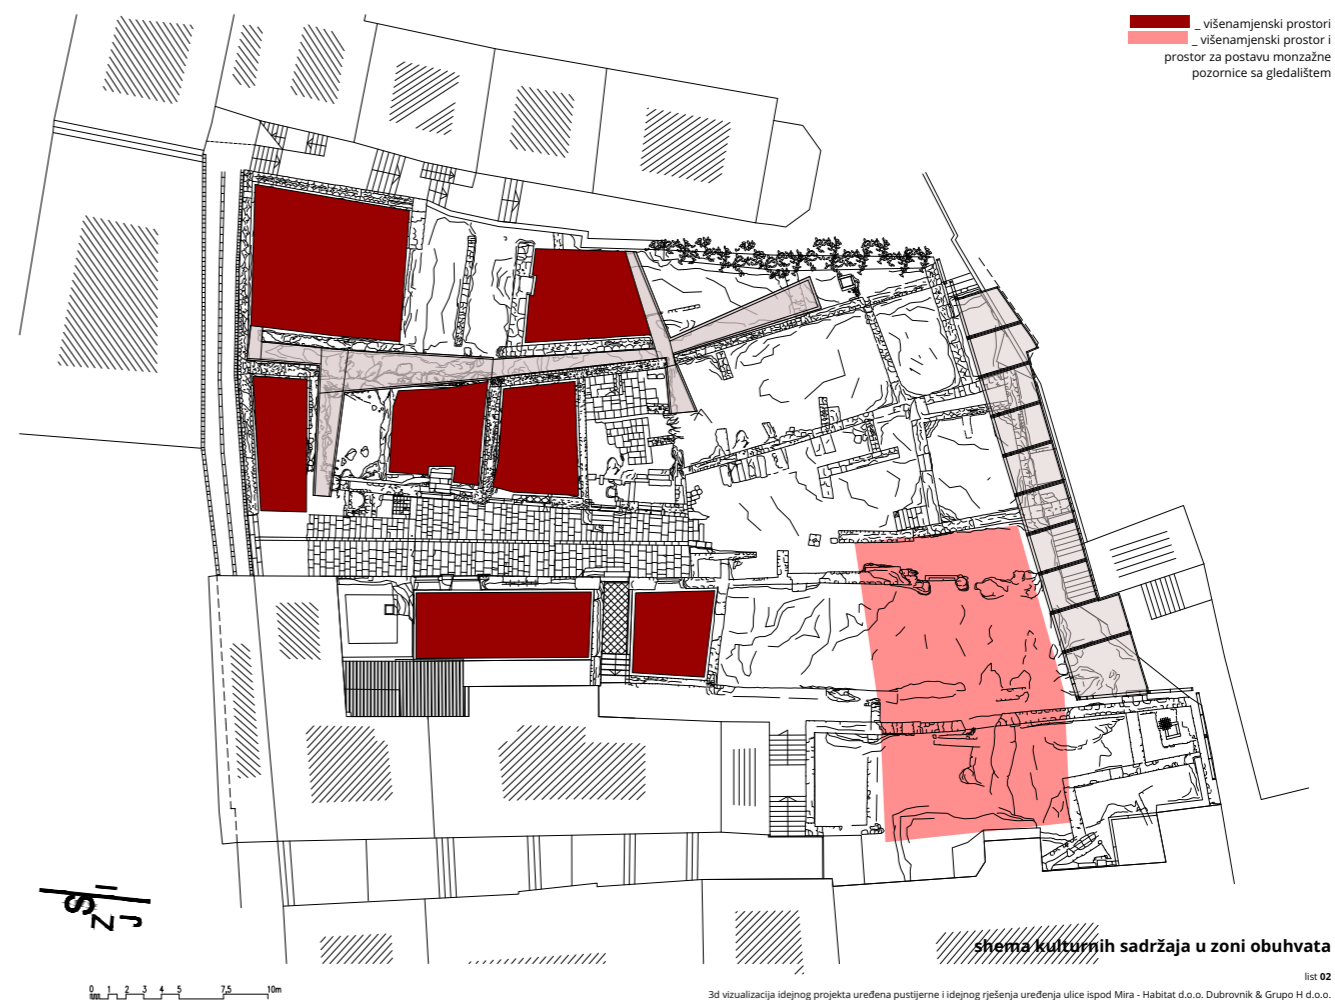 _ višenamjenski prostori
_ višenamjenski prostor i
prostor za postavu monzažne
pozornice sa gledalištem
I
S
J
Z
0 1 2 3 4 5 7,5 10m
shema kulturnih sadržaja u zoni obuhvata
list 02
3d vizualizacija idejnog projekta uređena pustijerne i idejnog rješenja uređenja ulice ispod Mira - Habitat d.o.o. Dubrovnik & Grupo H d.o.o.